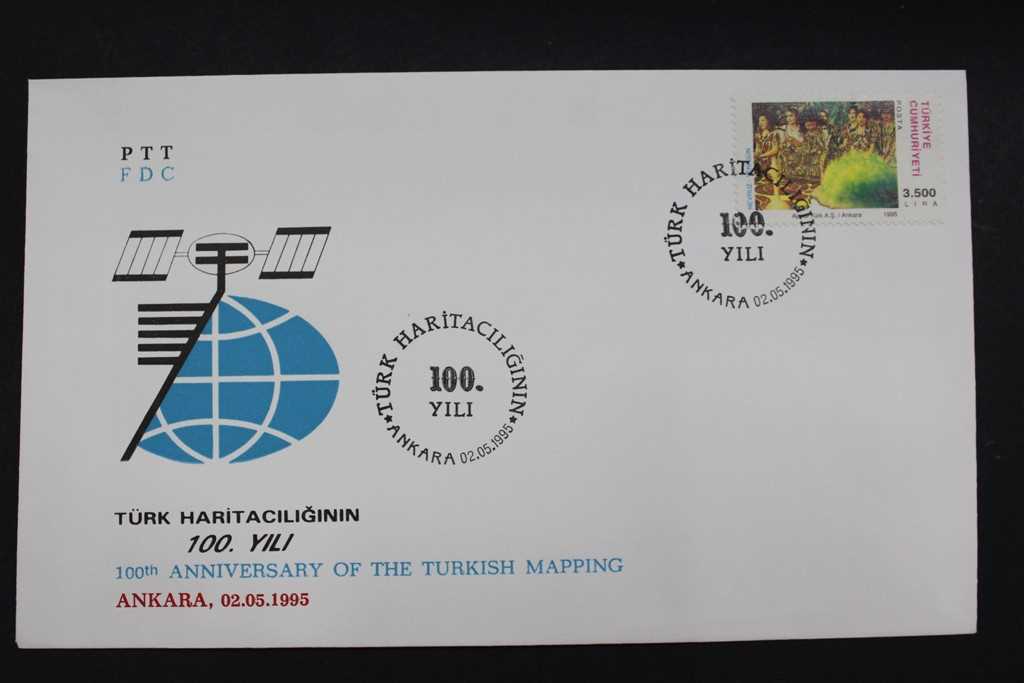 PTT
FDC
TÜRKİYE
CUMHURİYETİ
POSTA
3.500
LİRA
1995
TÜRK HARİTACILIĞININ
100.
YILI
★ANKARA 02.05.1995★
TÜRK HARİTACILIĞININ
100.
YILI
★ANKARA 02.05.1995★
TÜRK HARİTACILIĞININ
100. YILI
100th ANNIVERSARY OF THE TURKISH MAPPING
ANKARA, 02.05.1995